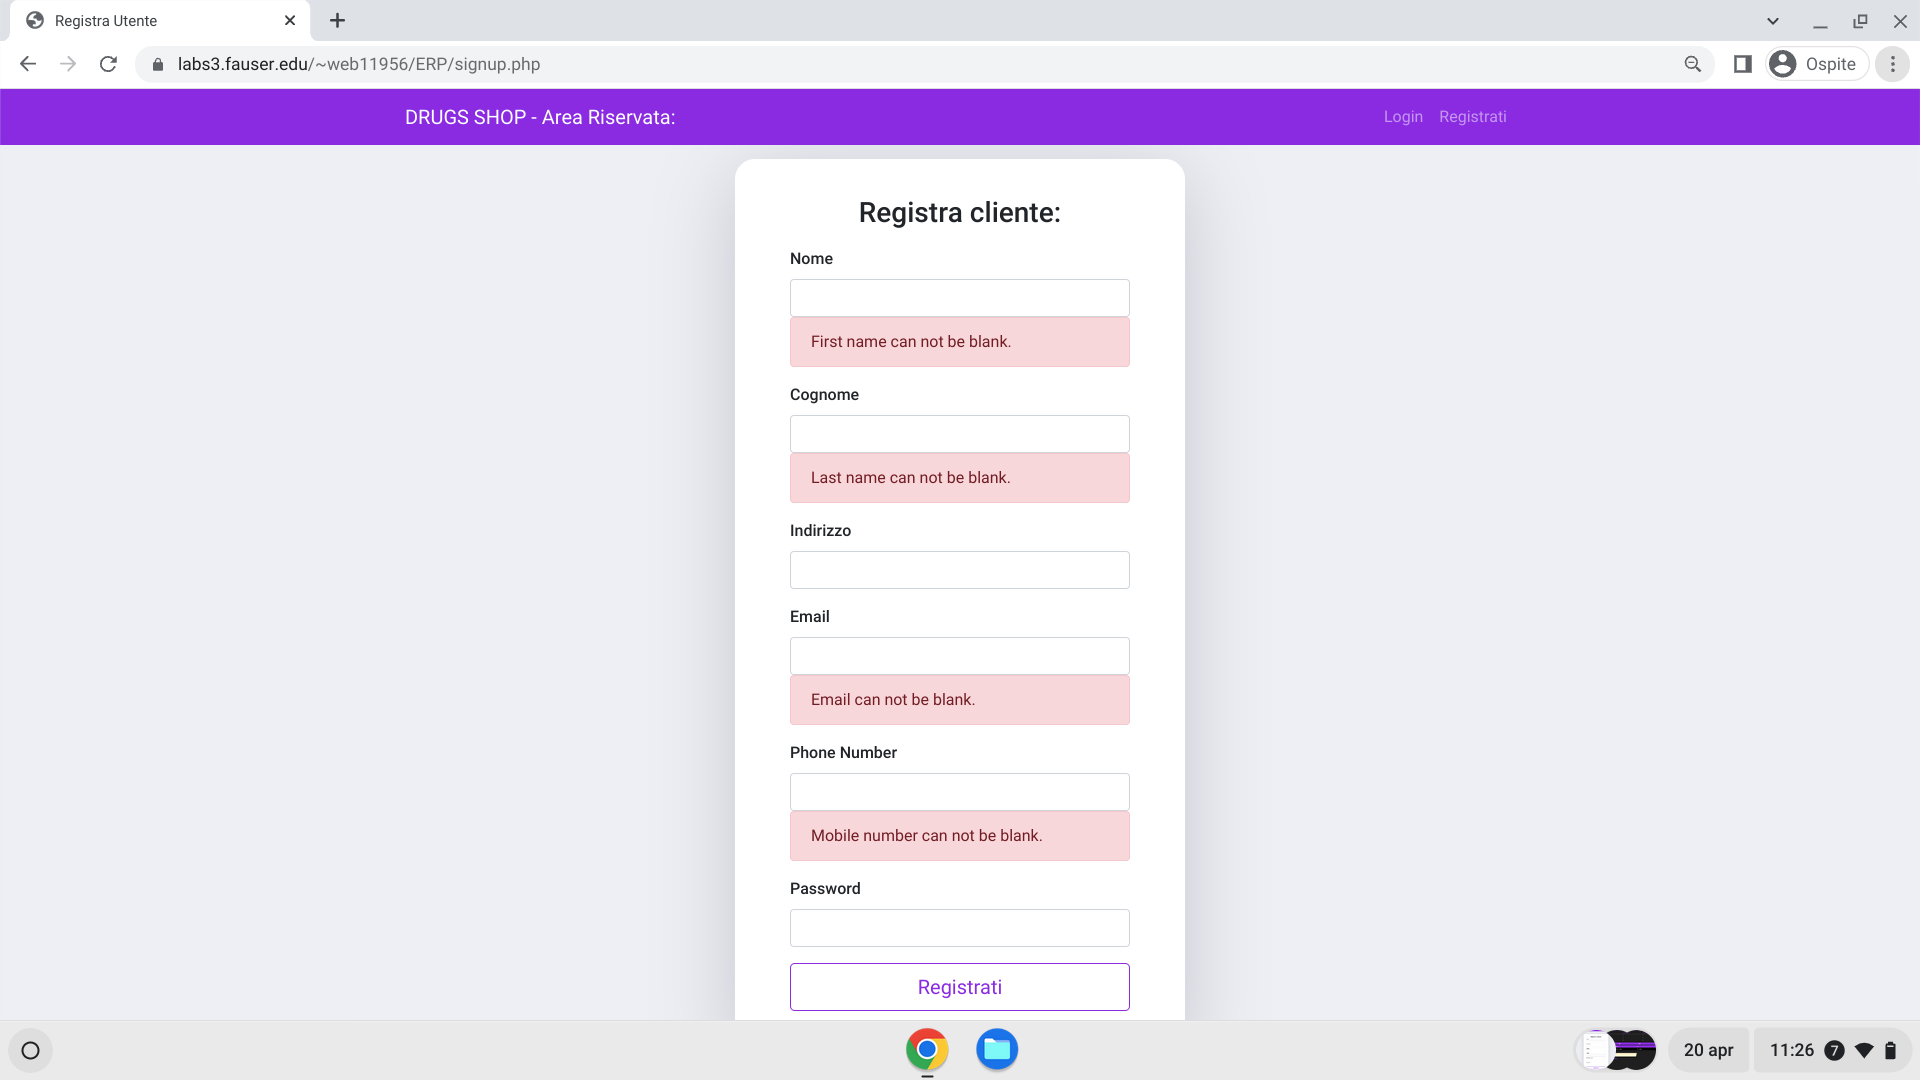 Registra Utente
labs3.fauser.edu/~web11956/ERP/signup.php
Ospite
DRUGS SHOP - Area Riservata:
Login
Registrati
Registra cliente:
Nome
First name can not be blank.
Cognome
Last name can not be blank.
Indirizzo
Email
Email can not be blank.
Phone Number
Mobile number can not be blank.
Password
Registrati
20 apr
11:26
7